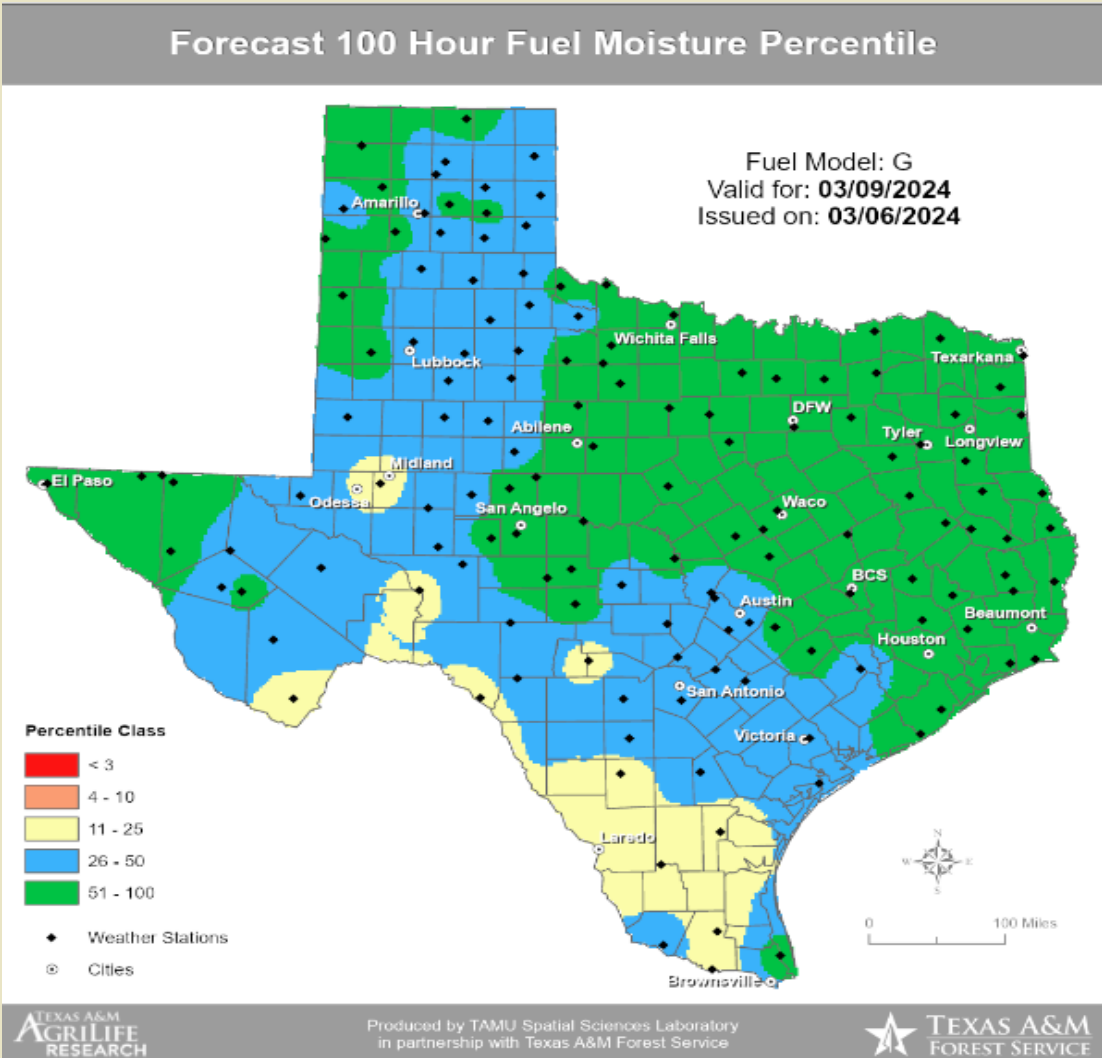 Forecast 100 Hour Fuel Moisture Percentile
Fuel Model: G
Valid for: 03/09/2024
Issued on: 03/06/2024
Amarillo
Wichita Falls
Texarkana
Lubbock
DFW
Abilene
Tyler
Longview
Midland
El Paso
Odessa
San Angelo
Waco
BCS
Austin
Beaumont
Houston
San Antonio
Victoria
Laredo
Brownsville
Percentile Class
< 3
4 - 10
11 - 25
26 - 50
51 - 100
Weather Stations
Cities
N
W
E
S
0
100 Miles
TEXAS A&M
AGRILIFE
RESEARCH
Produced by TAMU Spatial Sciences Laboratory
in partnership with Texas A&M Forest Service
TEXAS A&M
FOREST SERVICE